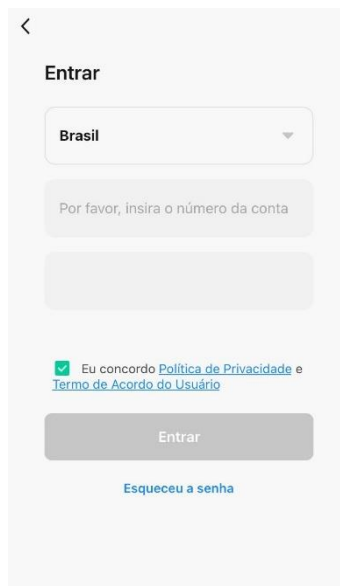 Entrar
Brasil
Por favor, insira o número da conta
Eu concordo Política de Privacidade e
Termo de Acordo do Usuário
Entrar
Esqueceu a senha